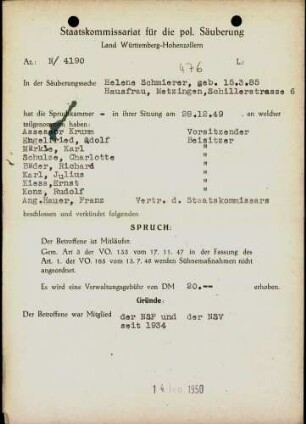 Staatskommissariat für die pol. Säuberung
Land Württemberg-Hohenzollern
Az.: N/ 4190
476
L:
In der Säuberungssache Helene Schmierer, geb. 15.3.85
Hausfrau, Metzingen, Schillerstrasse 6
hat die Spruchkammer - in ihrer Sitzung am 28.12.49 an welcher
teilgenommen haben:
Assessor Krumm Vorsitzender
Engelfried, Adolf Beisitzer
Märkle, Karl "
Schulze, Charlotte "
Bäder, Richard "
Karl, Julius "
Kiess, Ernst "
Konz, Rudolf "
Ang. Hauer, Franz Vertr. d. Staatskommissars
beschlossen und verkündet folgenden
SPRUCH:
Der Betroffene ist Mitläufer.
Gem. Art 3 der VO. 133 vom 17. 11. 47 in der Fassung des
Art. 1. der VO. 165 vom 13. 7. 49 werden Sühnemaßnahmen nicht
angeordnet.
Es wird eine Verwaltungsgebühr von DM 20.-- erhoben.
Gründe:
Der Betroffene war Mitglied
der NSF und der NSV
seit 1934
1950